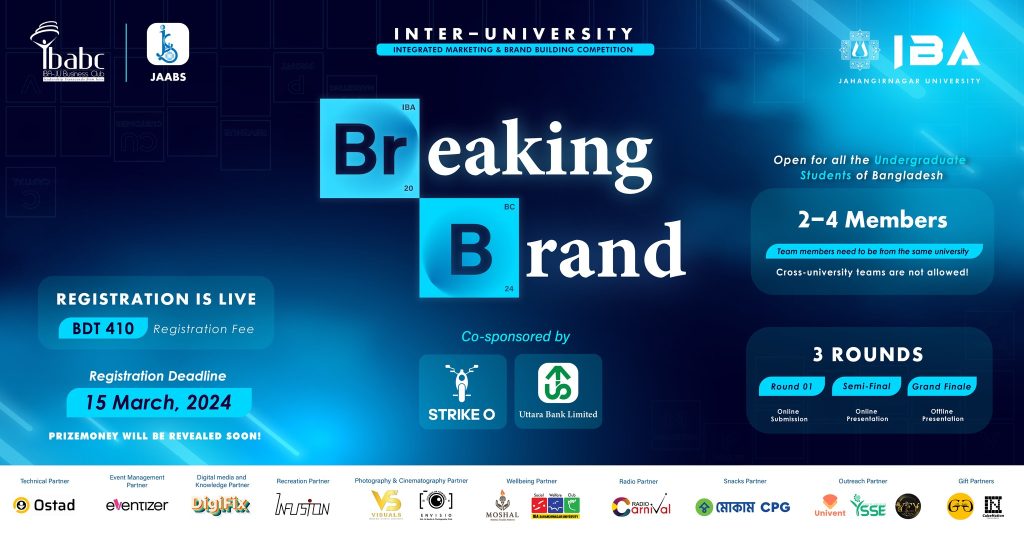 ibabc
IBA-JU Business Club
JAABS
INTER-UNIVERSITY
INTEGRATED MARKETING & BRAND BUILDING COMPETITION
IBA
JAHANGIRNAGAR UNIVERSITY
IBA
Breaking
20
BC
Brand
24
Open for all the Undergraduate
Students of Bangladesh
2-4 Members
Team members need to be from the same university
Cross-university teams are not allowed!
REGISTRATION IS LIVE
BDT 410 Registration Fee
Registration Deadline
15 March, 2024
PRIZEMONEY WILL BE REVEALED SOON!
Co-sponsored by
STRIKE O
Uttara Bank Limited
3 ROUNDS
Round 01 Semi-Final Grand Finale
Online Online Offline
Submission Presentation Presentation
Technical Partner
Ostad
Event Management
Partner
eventizer
Digital media and
Knowledge Partner
DigiFix
Recreation Partner
INFUSION
Photography & Cinematography Partner
VS
VISUALS
ENVISIO
Wellbeing Partner
MOSHAL
Social Welfare Club
IBA JAHANGIRNAGAR UNIVERSITY
Radio Partner
RADIO
Carnival
Snacks Partner
মোকাম CPG
Outreach Partner
Univent
YSSE
Gift Partners
CubeNation